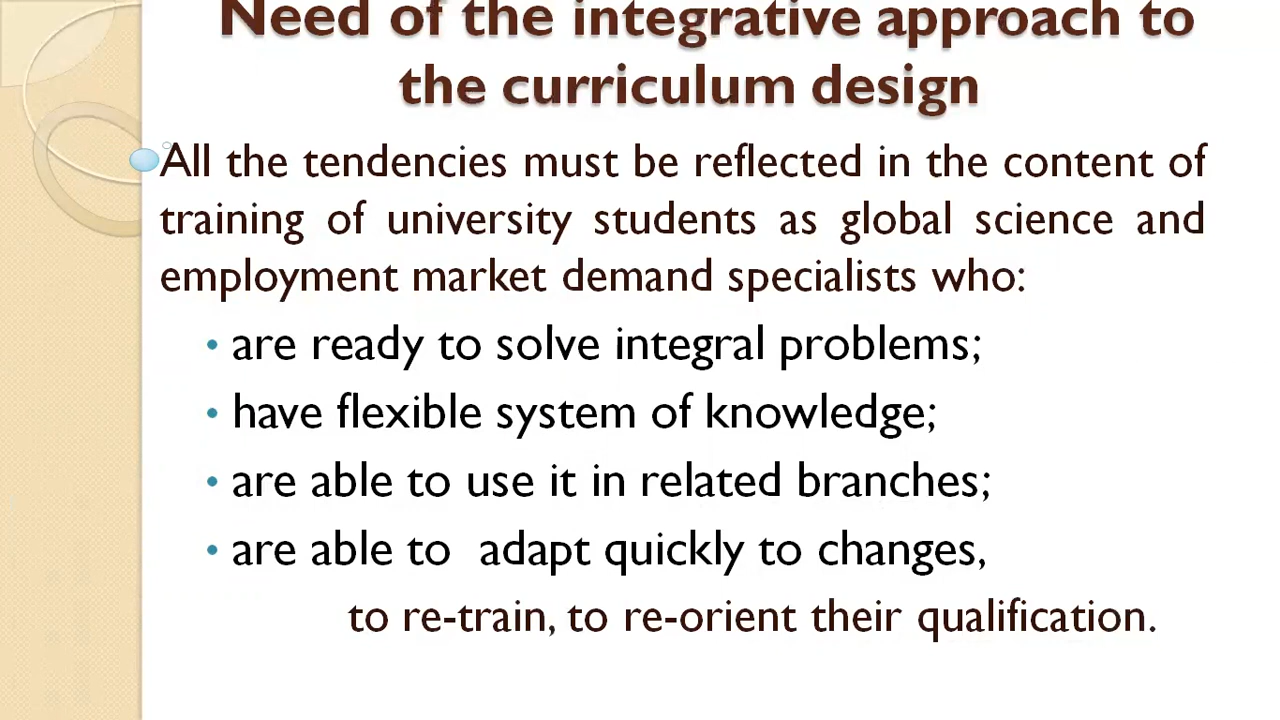 Need of the integrative approach to
the curriculum design
All the tendencies must be reflected in the content of
training of university students as global science and
employment market demand specialists who:
• are ready to solve integral problems;
• have flexible system of knowledge;
• are able to use it in related branches;
• are able to  adapt quickly to changes,
to re-train, to re-orient their qualification.